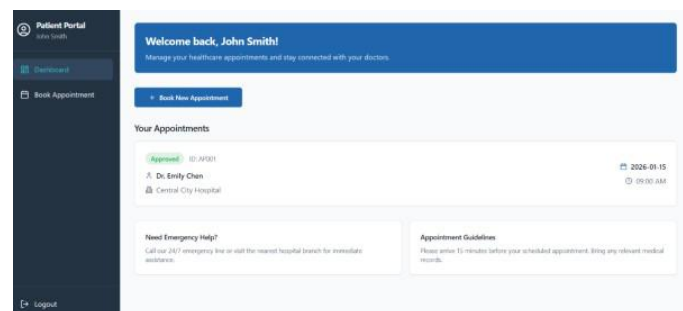 Patient Portal
John Smith
Dashboard
Book Appointment
Logout
Welcome back, John Smith!
Manage your healthcare appointments and stay connected with your doctors.
+ Book New Appointment
Your Appointments
Approved ID: AP001
Dr. Emily Chen
Central City Hospital
2026-01-15
09:00 AM
Need Emergency Help?
Call our 24/7 emergency line or visit the nearest hospital branch for immediate
assistance.
Appointment Guidelines
Please arrive 15 minutes before your scheduled appointment. Bring any relevant medical
records.